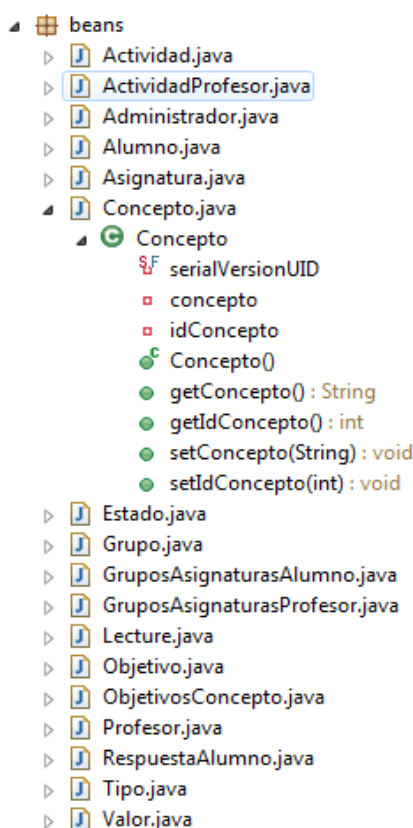 beans
Actividad.java
ActividadProfesor.java
Administrador.java
Alumno.java
Asignatura.java
Concepto.java
Concepto
serialVersionUID
concepto
idConcepto
Concepto()
getConcepto() : String
getIdConcepto() : int
setConcepto(String) : void
setIdConcepto(int) : void
Estado.java
Grupo.java
GruposAsignaturasAlumno.java
GruposAsignaturasProfesor.java
Lecture.java
Objetivo.java
ObjetivosConcepto.java
Profesor.java
RespuestaAlumno.java
Tipo.java
Valor.java